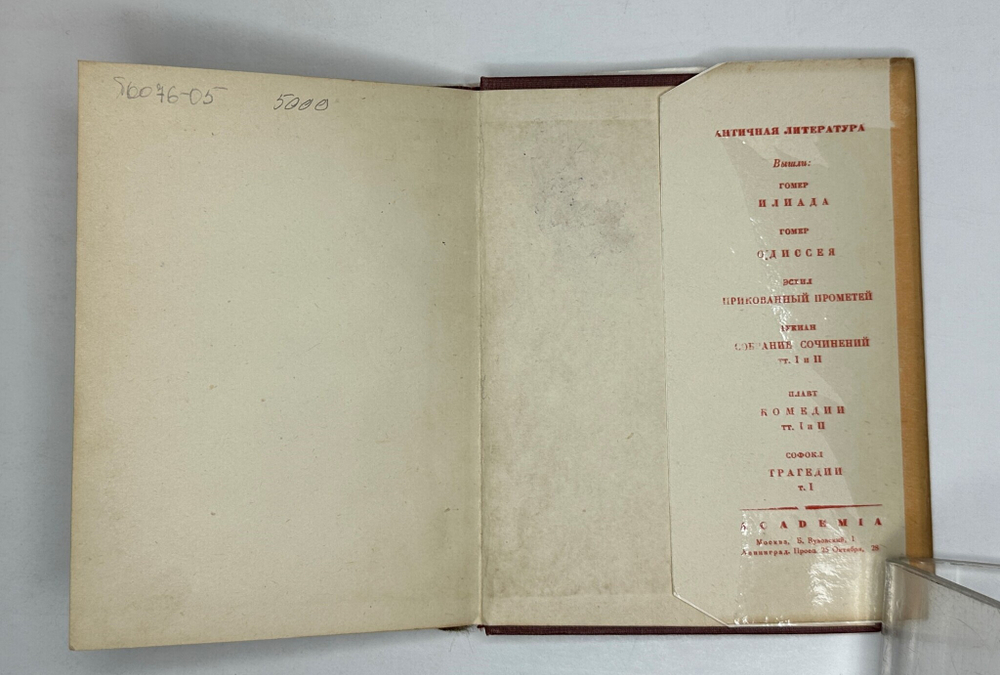 56076-05 5000
АНТИЧНАЯ ЛИТЕРАТУРА
Вышли:
ГОМЕР
ИЛИАДА
ГОМЕР
ОДИССЕЯ
ЭСХИЛ
ПРИКОВАННЫЙ ПРОМЕТЕЙ
ЛУКИАН
СОБРАНИЕ СОЧИНЕНИЙ
тт. I и II
ПЛАВТ
КОМЕДИИ
тт. I и II
СОФОКЛ
ТРАГЕДИИ
т. I
ACADEMIA
Москва, Б. Вузовский, 1
Ленинград. Просп. 25 Октября, 28